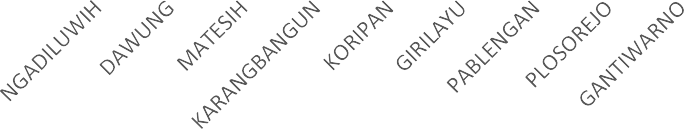 NGADILUWIH
DAWUNG
MATESIH
KARANGBANGUN
KORIPAN
GIRILAYU
PABLENGAN
PLOSOREJO
GANTIWARNO